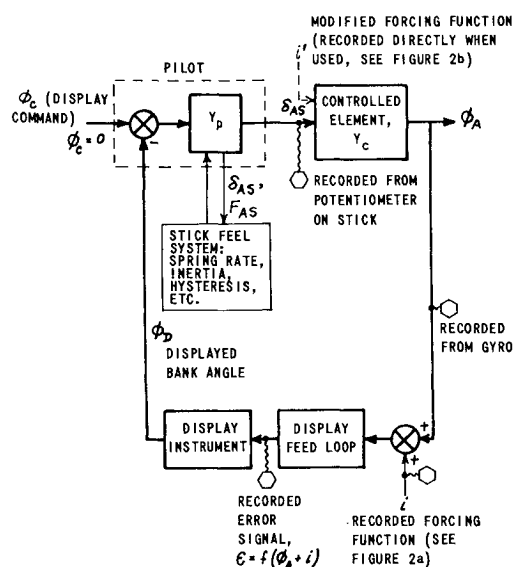 MODIFIED FORCING FUNCTION
(RECORDED DIRECTLY WHEN
USED, SEE FIGURE 2b)
i'
PILOT
ϕc (DISPLAY
COMMAND)
ϕc = 0
-
Yp
δAS
CONTROLLED
ELEMENT,
Yc
ϕA
δAS,
FAS
RECORDED FROM
POTENTIOMETER
ON STICK
STICK FEEL
SYSTEM:
SPRING RATE,
INERTIA,
HYSTERESIS,
ETC.
ϕD
DISPLAYED
BANK ANGLE
RECORDED
FROM GYRO
DISPLAY
INSTRUMENT
DISPLAY
FEED LOOP
+
+
i
RECORDED
ERROR
SIGNAL,
ϵ = f(ϕA + i)
RECORDED FORCING
FUNCTION (SEE
FIGURE 2a)